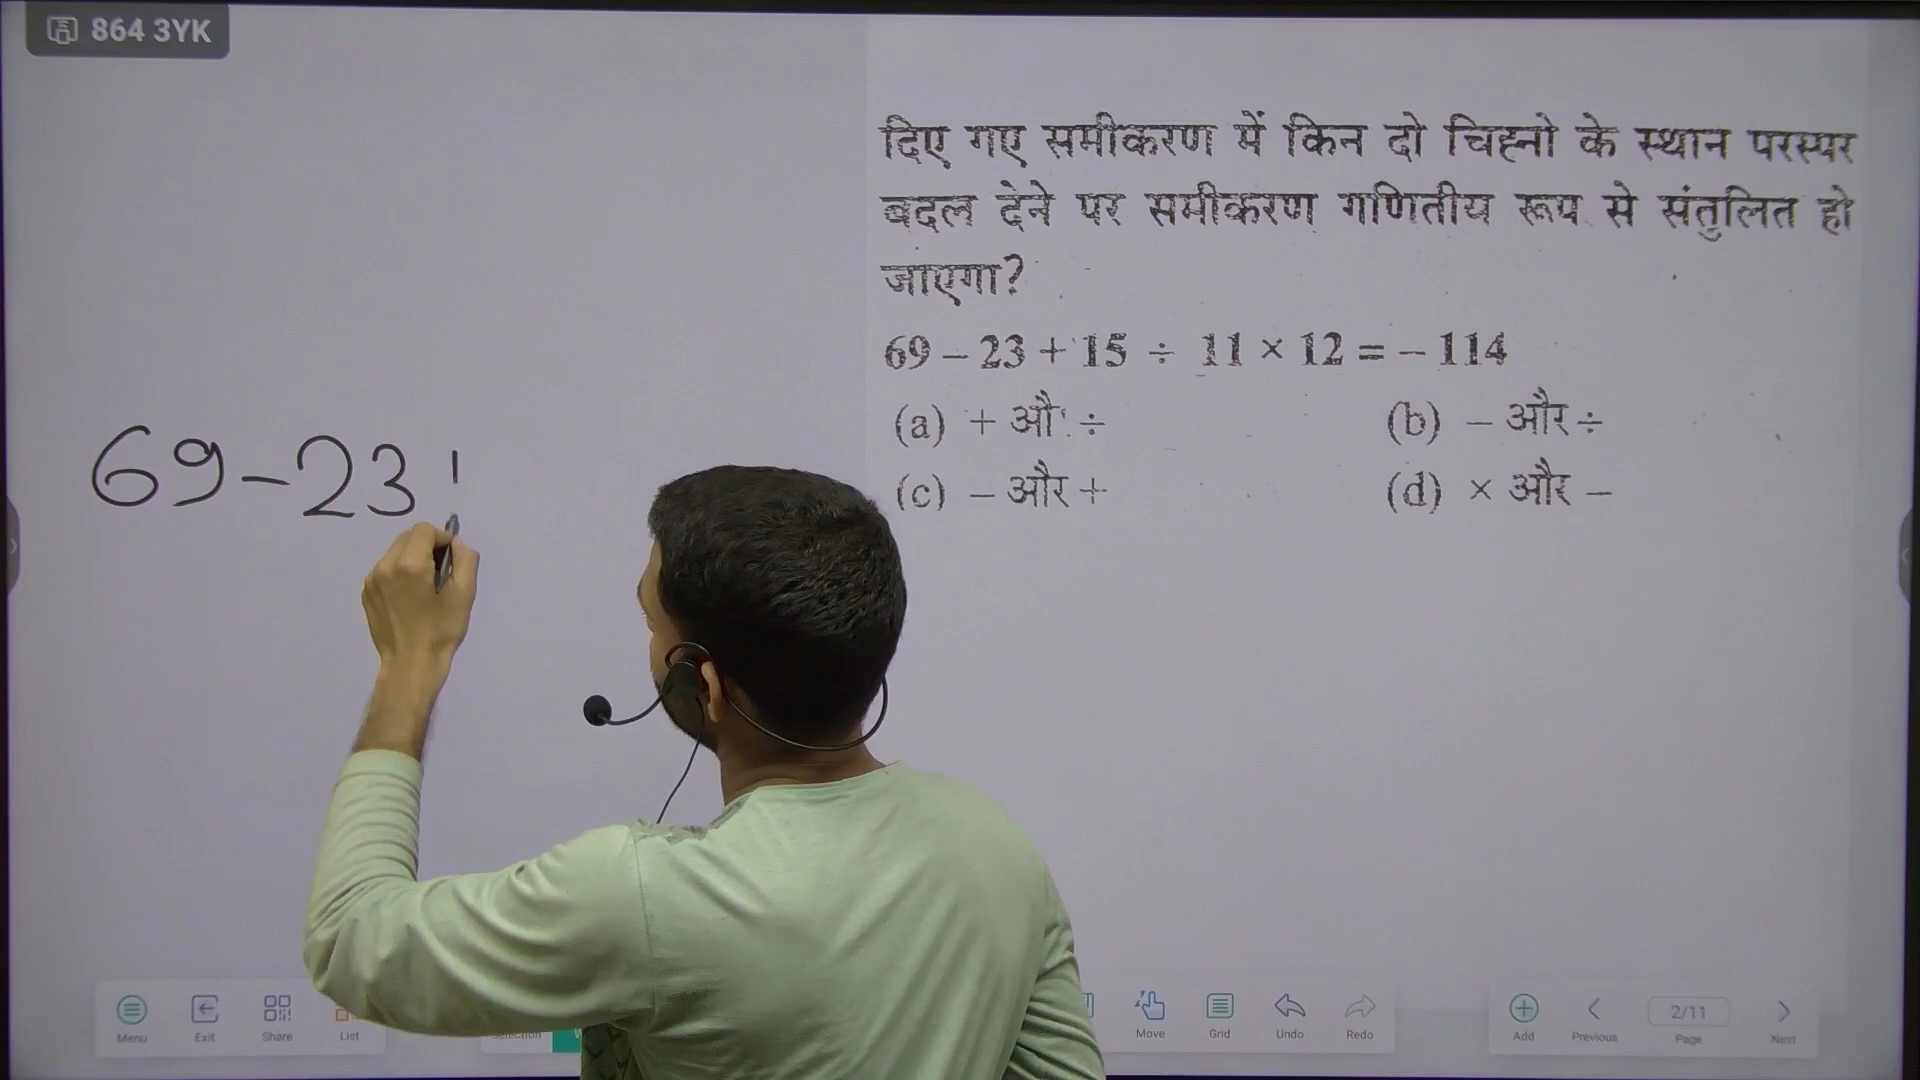 864 3YK
दिए गए समीकरण में किन दो चिह्नो के स्थान परस्पर
बदल देने पर समीकरण गणितीय रूप से संतुलित हो
जाएगा?
69 – 23 + 15 ÷ 11 × 12 = – 114
(a) + औ ÷
(b) – और ÷
(c) – और +
(d) × और –
69-23
Menu
Exit
Share
List
Move
Grid
Undo
Redo
Add
Previous
2/11
Page
Next